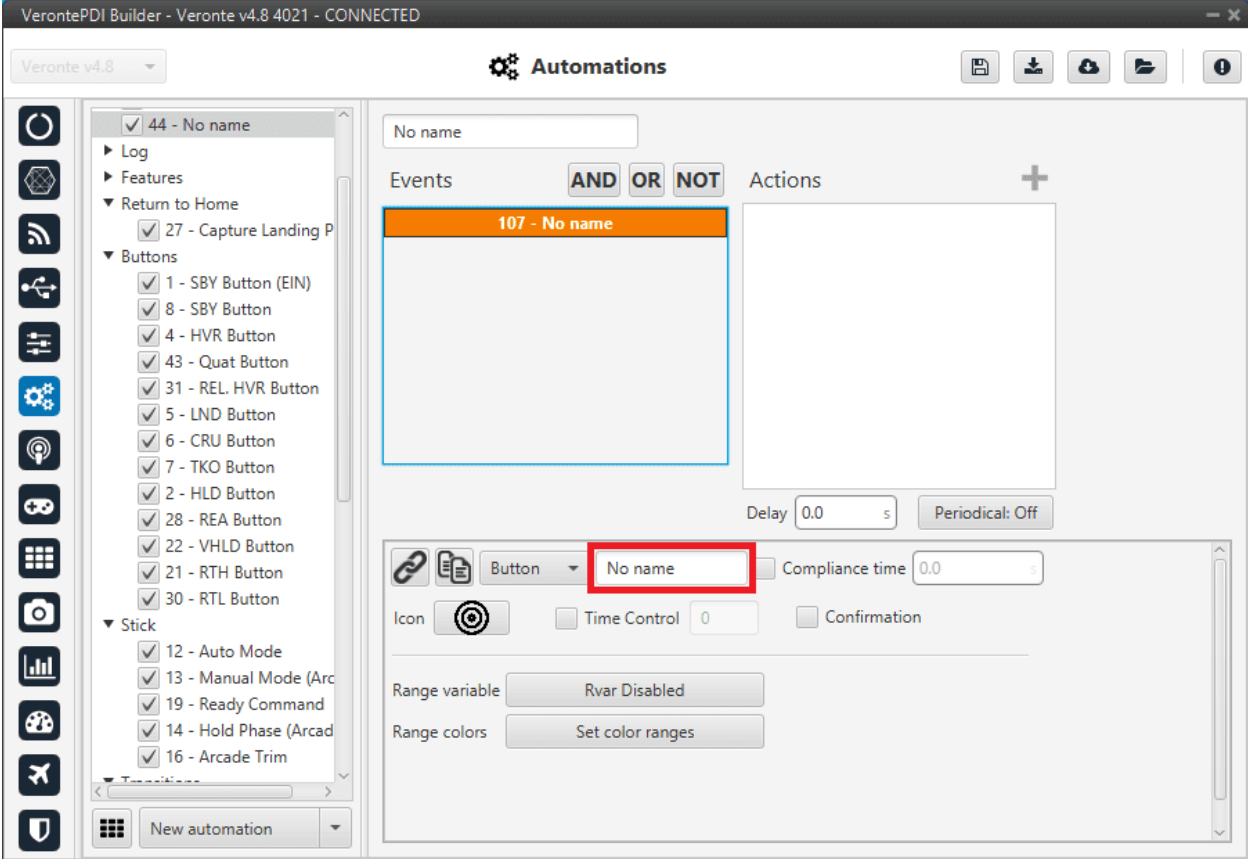 VerontePDI Builder - Veronte v4.8 4021 - CONNECTED
Veronte v4.8
Automations
44 - No name
Log
Features
Return to Home
27 - Capture Landing P
Buttons
1 - SBY Button (EIN)
8 - SBY Button
4 - HVR Button
43 - Quat Button
31 - REL. HVR Button
5 - LND Button
6 - CRU Button
7 - TKO Button
2 - HLD Button
28 - REA Button
22 - VHLD Button
21 - RTH Button
30 - RTL Button
Stick
12 - Auto Mode
13 - Manual Mode (Arc
19 - Ready Command
14 - Hold Phase (Arcad
16 - Arcade Trim
Transitions
New automation
No name
Events AND OR NOT Actions
107 - No name
Delay 0.0 s Periodical: Off
Button No name Compliance time 0.0 s
Icon Time Control 0 Confirmation
Range variable Rvar Disabled
Range colors Set color ranges